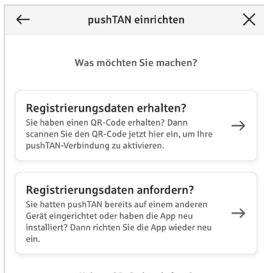 pushTAN einrichten
Was möchten Sie machen?
Registrierungsdaten erhalten?
Sie haben einen QR-Code erhalten? Dann
scannen Sie den QR-Code jetzt hier ein, um Ihre
pushTAN-Verbindung zu aktivieren.
Registrierungsdaten anfordern?
Sie hatten pushTAN bereits auf einem anderen
Gerät eingerichtet oder haben die App neu
installiert? Dann richten Sie die App wieder neu
ein.